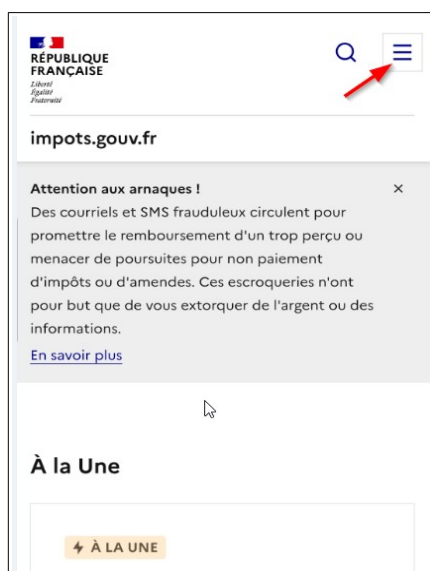 RÉPUBLIQUE
FRANÇAISE
Liberté
Égalité
Fraternité
impots.gouv.fr
Attention aux arnaques !
Des courriels et SMS frauduleux circulent pour
promettre le remboursement d'un trop perçu ou
menacer de poursuites pour non paiement
d'impôts ou d'amendes. Ces escroqueries n'ont
pour but que de vous extorquer de l'argent ou des
informations.
En savoir plus
À la Une
À LA UNE